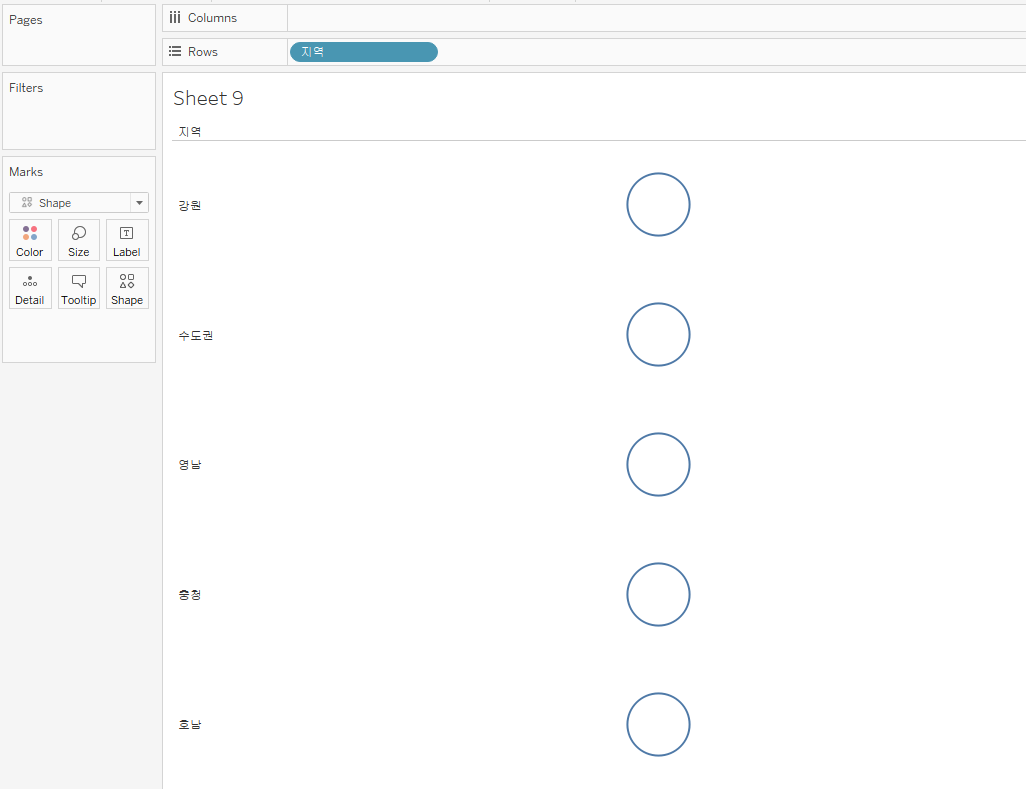 Pages
Columns
Rows
지역
Filters
Marks
Shape
Color
Size
Label
Detail
Tooltip
Shape
Sheet 9
지역
강원
수도권
영남
충청
호남